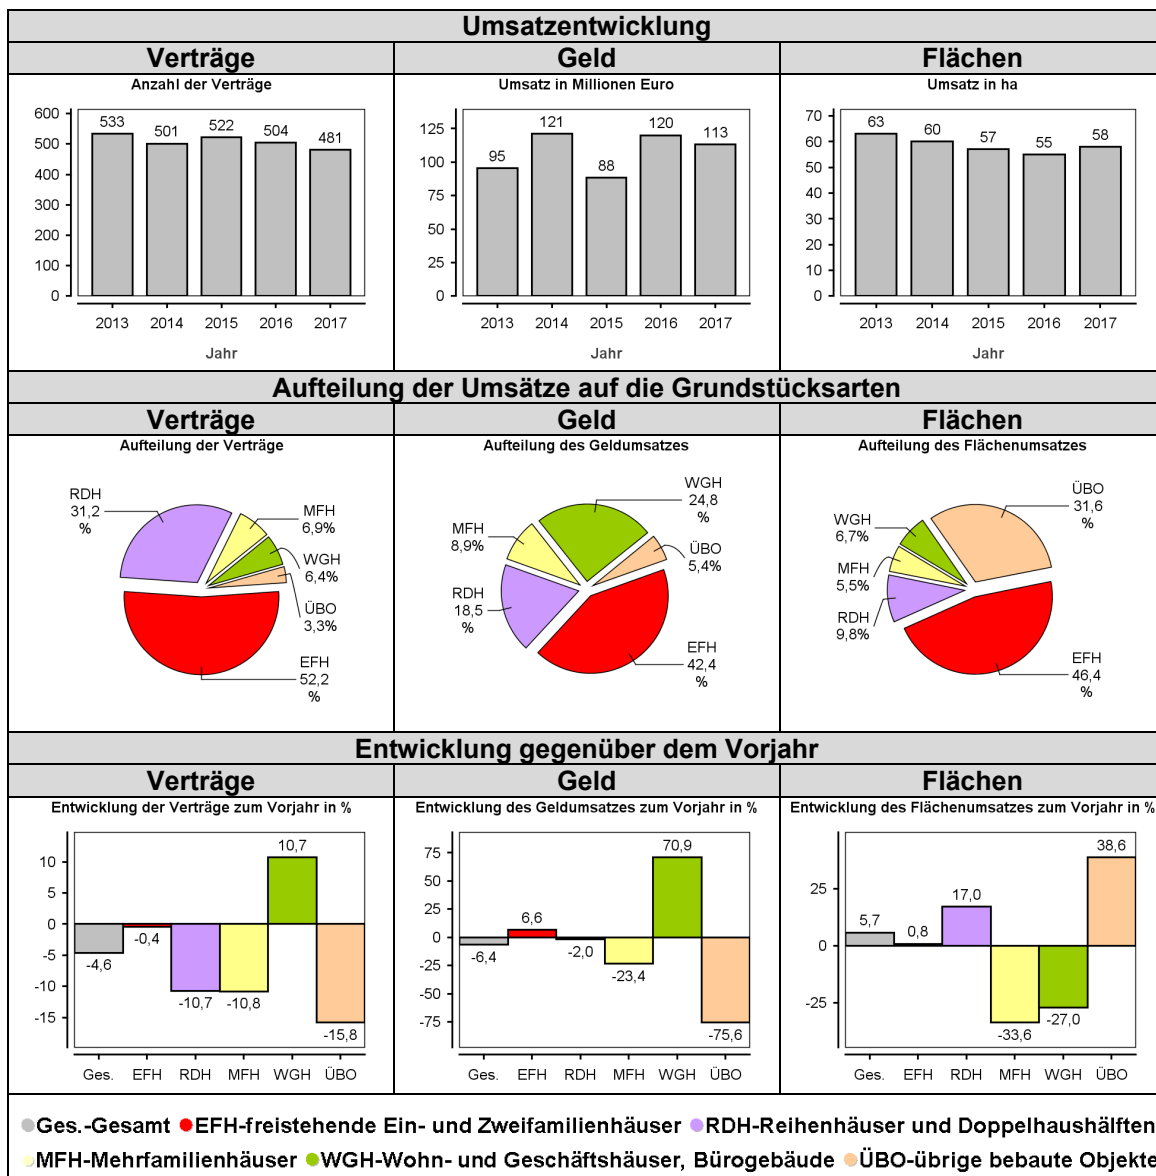 Umsatzentwicklung
Verträge
Geld
Flächen
Anzahl der Verträge
600
500
400
300
200
100
0
533
501
522
504
481
2013
2014
2015
2016
2017
Jahr
Umsatz in Millionen Euro
125
100
75
50
25
0
95
121
88
120
113
2013
2014
2015
2016
2017
Jahr
Umsatz in ha
70
60
50
40
30
20
10
0
63
60
57
55
58
2013
2014
2015
2016
2017
Jahr
Aufteilung der Umsätze auf die Grundstücksarten
Verträge
Geld
Flächen
Aufteilung der Verträge
RDH
31,2
%
MFH
6,9%
WGH
6,4%
ÜBO
3,3%
EFH
52,2
%
Aufteilung des Geldumsatzes
WGH
24,8
%
MFH
8,9%
ÜBO
5,4%
RDH
18,5
%
EFH
42,4
%
Aufteilung des Flächenumsatzes
ÜBO
31,6
%
WGH
6,7%
MFH
5,5%
RDH
9,8%
EFH
46,4
%
Entwicklung gegenüber dem Vorjahr
Verträge
Geld
Flächen
Entwicklung der Verträge zum Vorjahr in %
10
5
0
-5
-10
-15
-4,6
-0,4
-10,7
-10,8
10,7
-15,8
Ges.
EFH
RDH
MFH
WGH
ÜBO
Entwicklung des Geldumsatzes zum Vorjahr in %
75
50
25
0
-25
-50
-75
-6,4
6,6
-2,0
-23,4
70,9
-75,6
Ges.
EFH
RDH
MFH
WGH
ÜBO
Entwicklung des Flächenumsatzes zum Vorjahr in %
25
0
-25
5,7
0,8
17,0
-33,6
-27,0
38,6
Ges.
EFH
RDH
MFH
WGH
ÜBO
Ges.-Gesamt EFH-freistehende Ein- und Zweifamilienhäuser RDH-Reihenhäuser und Doppelhaushälften
MFH-Mehrfamilienhäuser WGH-Wohn- und Geschäftshäuser, Bürogebäude ÜBO-übrige bebaute Objekte